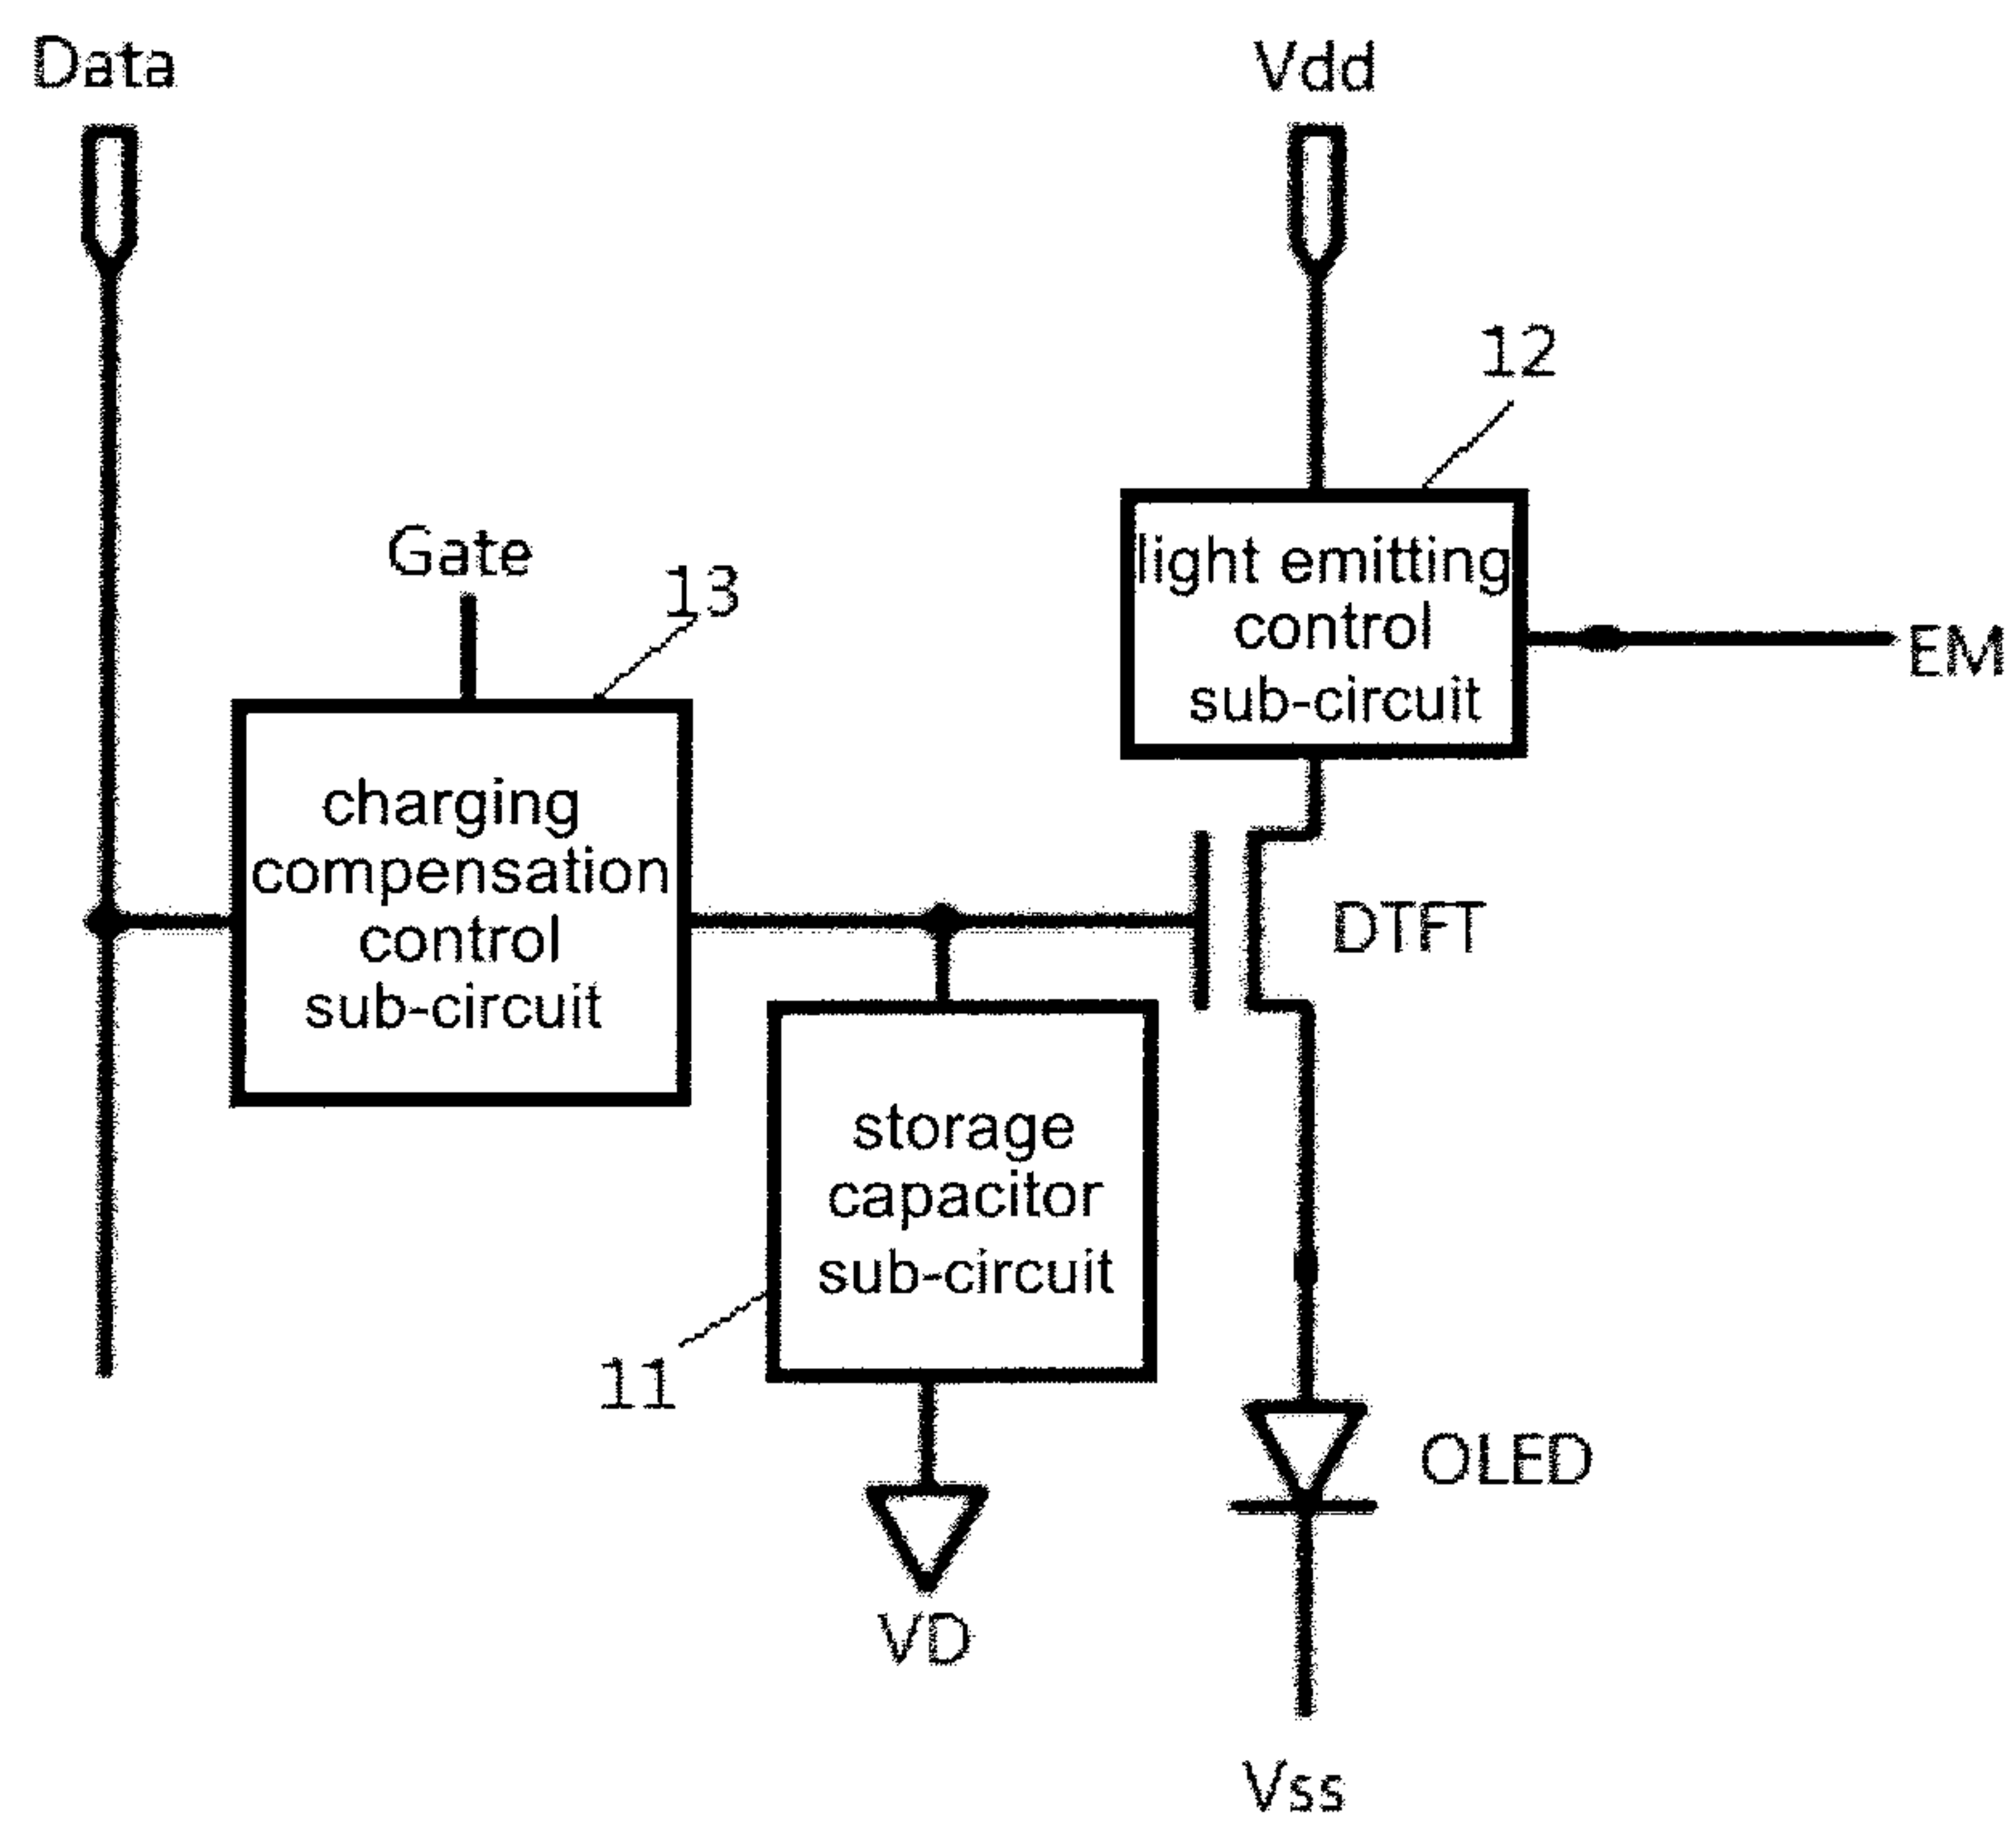 Data
Vdd
12
Gate
13
light emitting
control
sub-circuit
EM
charging
compensation
control
sub-circuit
DTFT
storage
capacitor
sub-circuit
11
OLED
VD
Vss